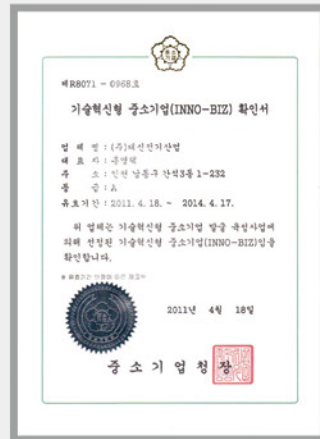 제R8071 - 0968호
기술혁신형 중소기업(INNO-BIZ) 확인서
업 체 명 : (주)대신전기산업
대 표 자 :
주 소 : 인천 남동구 간석3동 1-232
등 급 : A
유효기간 : 2011. 4. 18. ~ 2014. 4. 17.
위 업체는 기술혁신형 중소기업 발굴 육성사업에
의해 선정된 기술혁신형 중소기업(INNO-BIZ)임을
확인합니다.
2011년 4월 18일
중소기업청장